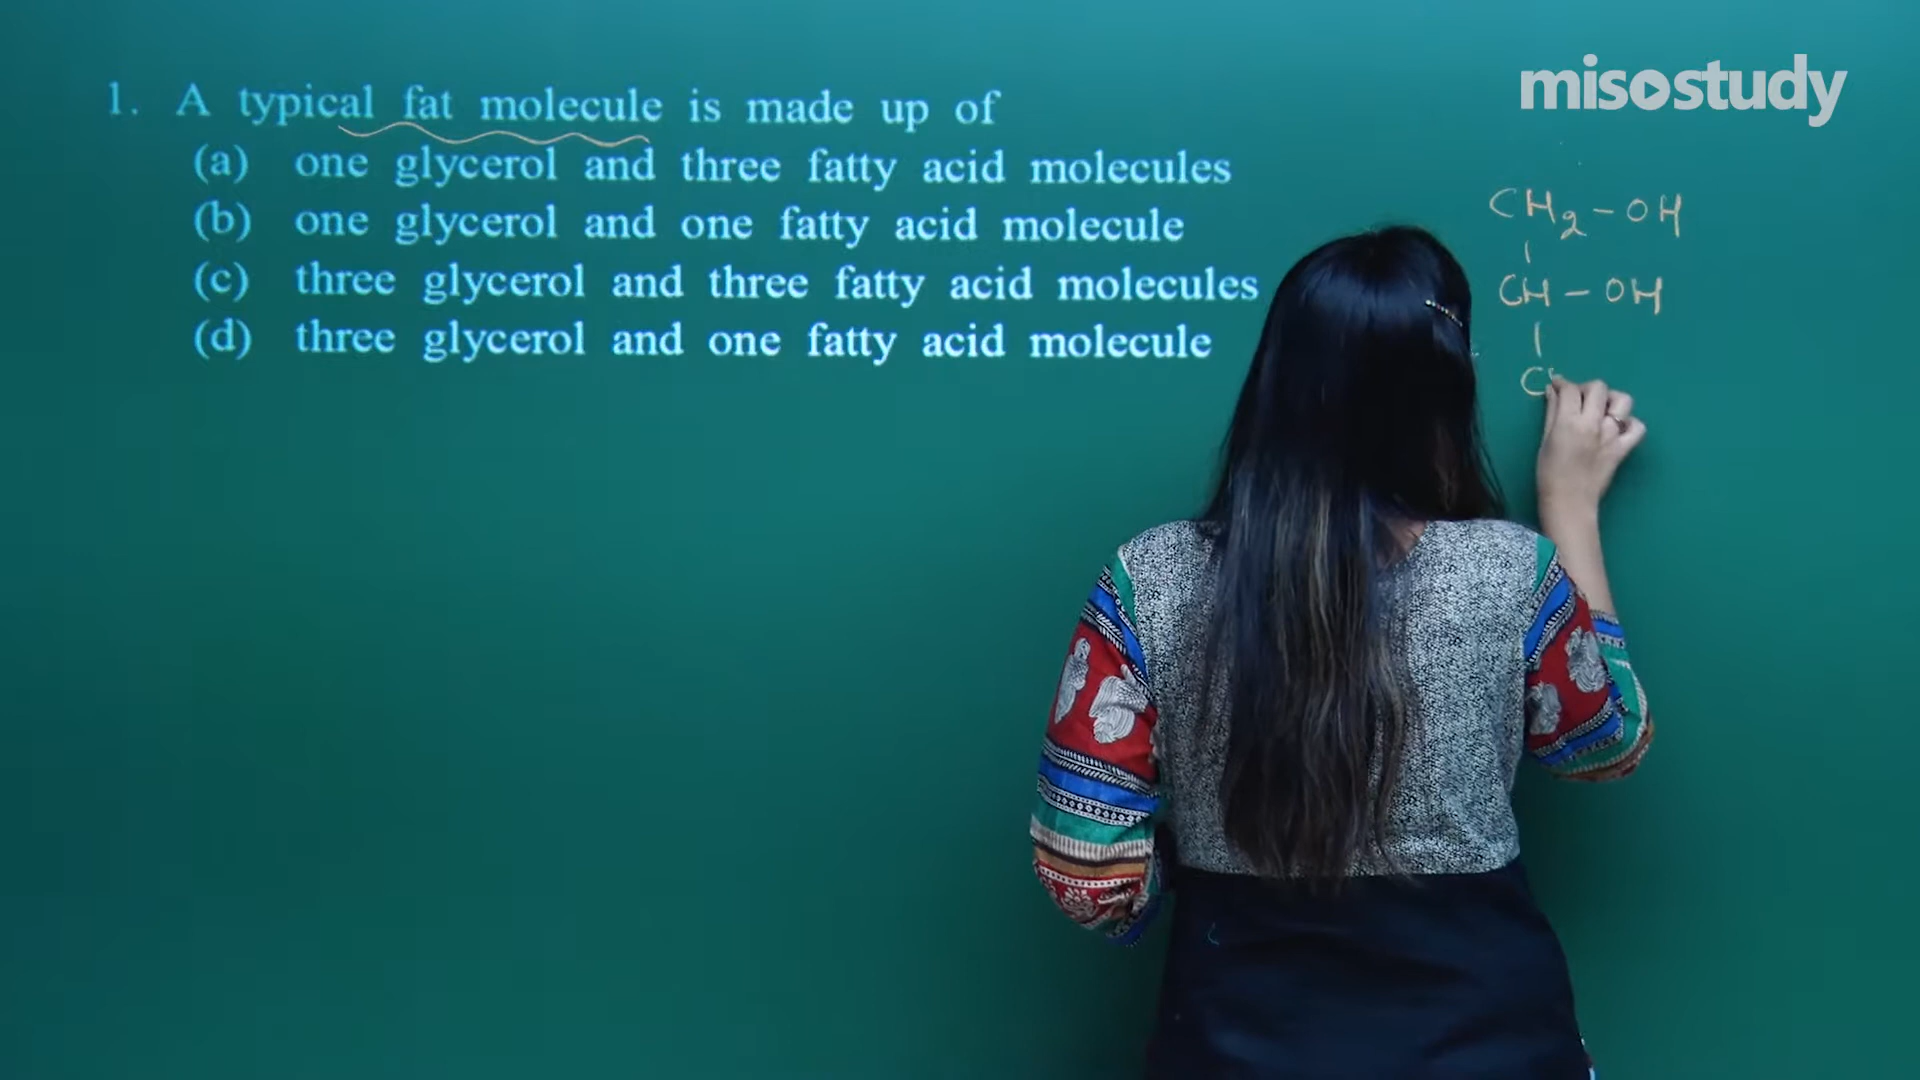 misostudy
1. A typical fat molecule is made up of
(a) one glycerol and three fatty acid molecules
(b) one glycerol and one fatty acid molecule
(c) three glycerol and three fatty acid molecules
(d) three glycerol and one fatty acid molecule
CH2-OH
CH-OH
C